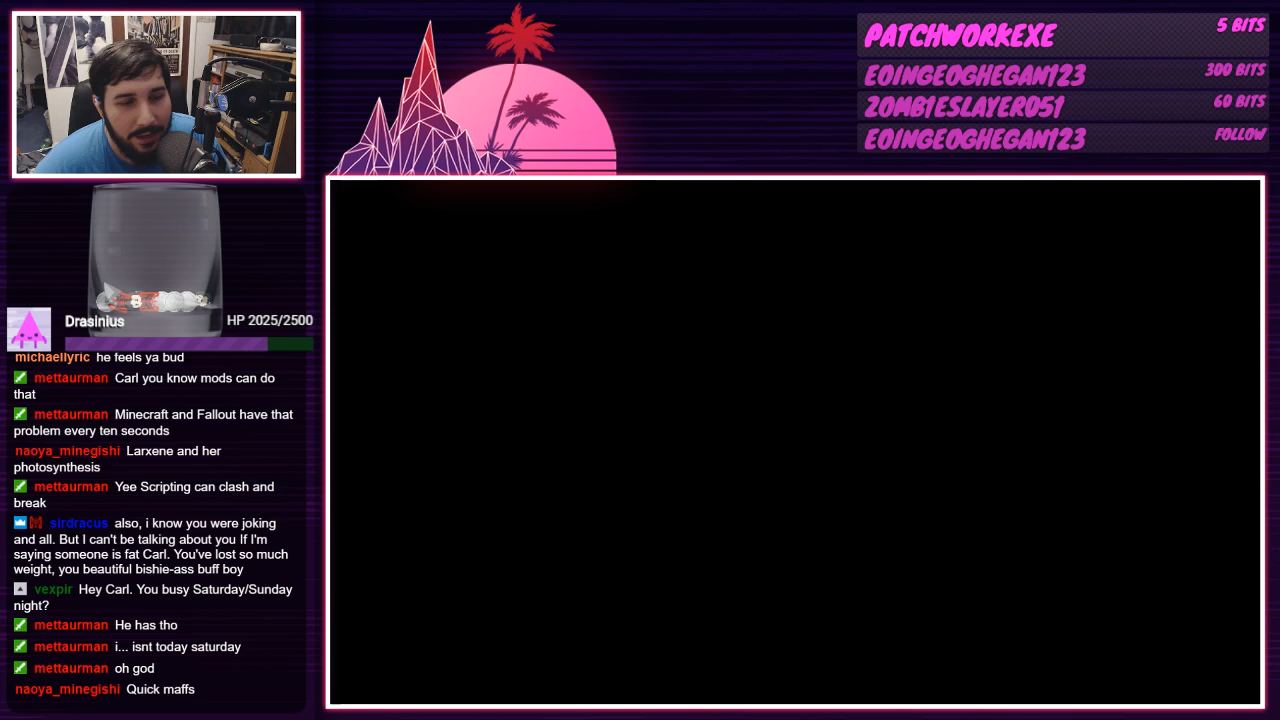 PATCHWORKEXE 5 BITS
EOINGEOGHEGAN123 300 BITS
ZOMB1ESLAYER051 60 BITS
EOINGEOGHEGAN123 FOLLOW
Drasinius HP 2025/2500
michaellyric he feels ya bud
mettaurman Carl you know mods can do
that
mettaurman Minecraft and Fallout have that
problem every ten seconds
naoya_minegishi Larxene and her
photosynthesis
mettaurman Yee Scripting can clash and
break
sirdracus also, i know you were joking
and all. But I can't be talking about you If I'm
saying someone is fat Carl. You've lost so much
weight, you beautiful bishie-ass buff boy
vexpir Hey Carl. You busy Saturday/Sunday
night?
mettaurman He has tho
mettaurman i... isnt today saturday
mettaurman oh god
naoya_minegishi Quick maffs